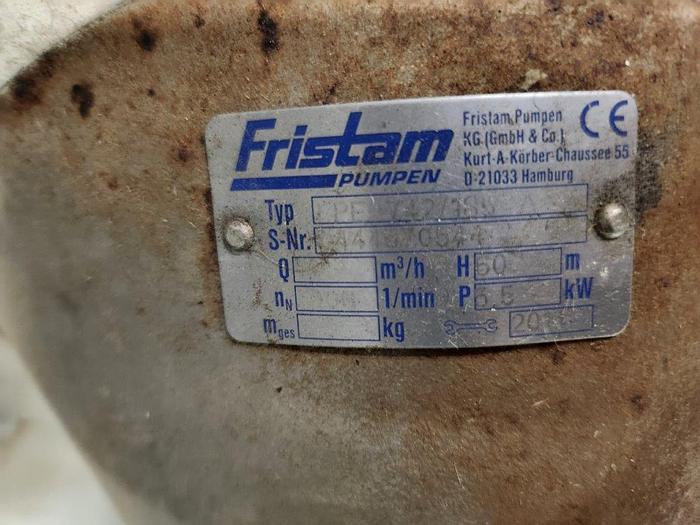 Fristam
PUMPEN
Fristam Pumpen
KG (GmbH & Co.)
Kurt-A-Körber-Chaussee 55
D-21033 Hamburg
CE
Typ
S-Nr.
Q m³/h H 60 m
nN 1/min P 5.5 kW
mges kg